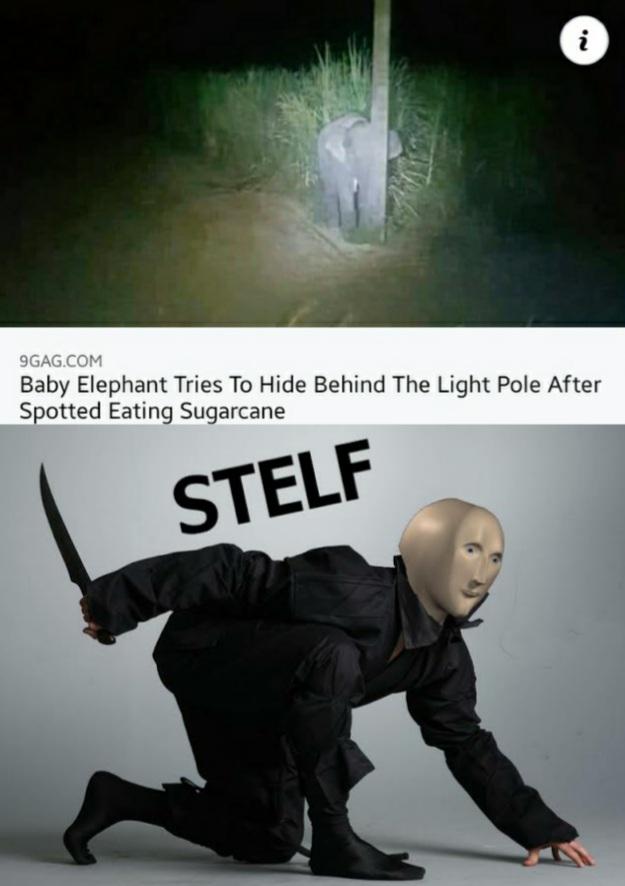 i
9GAG.COM
Baby Elephant Tries To Hide Behind The Light Pole After
Spotted Eating Sugarcane
STELF